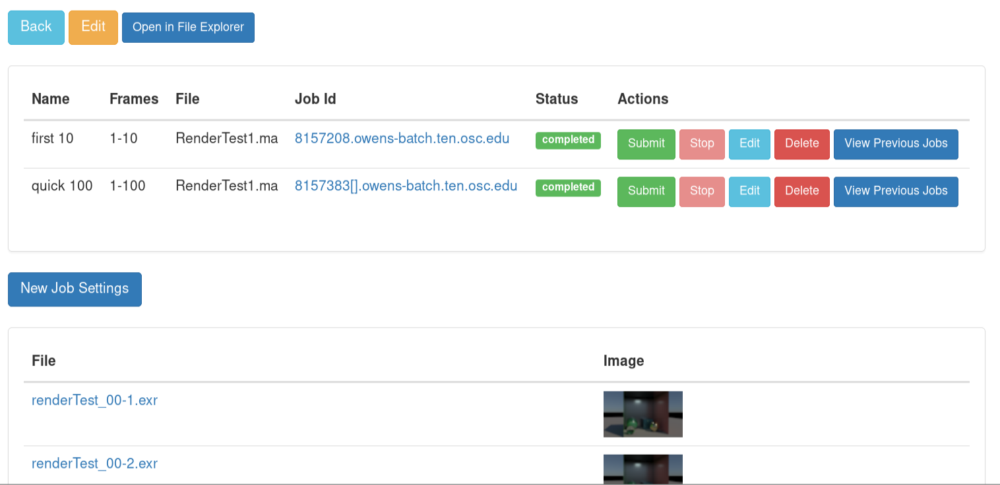 Back Edit Open in File Explorer
Name Frames File Job Id Status Actions
first 10 1-10 RenderTest1.ma 8157208.owens-batch.ten.osc.edu completed Submit Stop Edit Delete View Previous Jobs
quick 100 1-100 RenderTest1.ma 8157383[].owens-batch.ten.osc.edu completed Submit Stop Edit Delete View Previous Jobs
New Job Settings
File Image
renderTest_00-1.exr
renderTest_00-2.exr